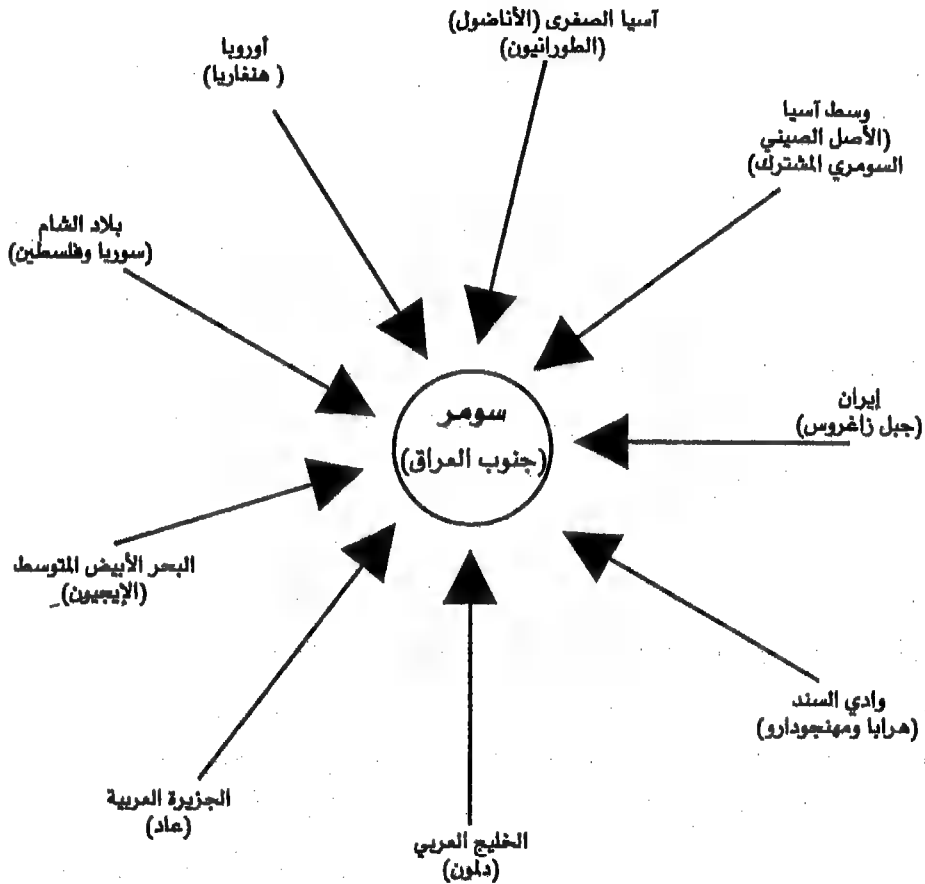 آسيا الصغرى (الأناضول)
(الطورانيون)
أوروبا
(هنغاريا)
وسط آسيا
(الأصل الصيني
السومري المشترك)
بلاد الشام
(سوريا وفلسطين)
إيران
(جبل زاغروس)
سومر
(جنوب العراق)
البحر الأبيض المتوسط
(الإيجيون)
وادي السند
(هرابا ومهنجودارو)
الجزيرة العربية
(عاد)
الخليج العربي
(دلمون)